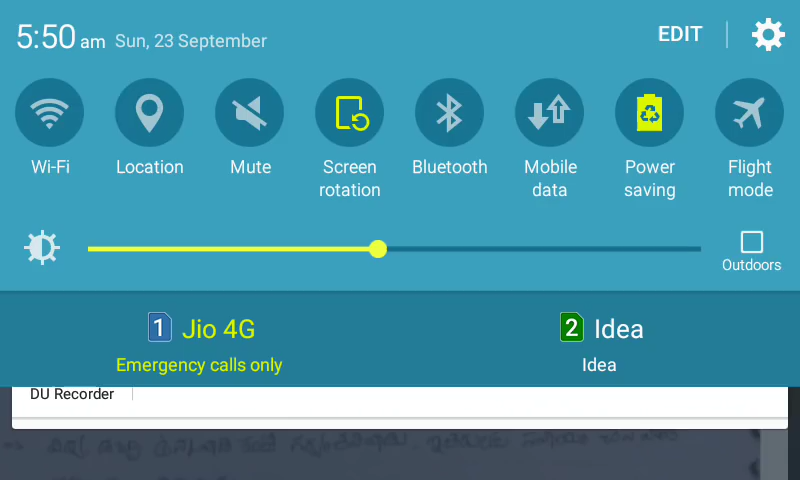 5:50 am Sun, 23 September EDIT
Wi-Fi Location Mute Screen rotation Bluetooth Mobile data Power saving Flight mode
Outdoors
1 Jio 4G 2 Idea
Emergency calls only Idea
DU Recorder